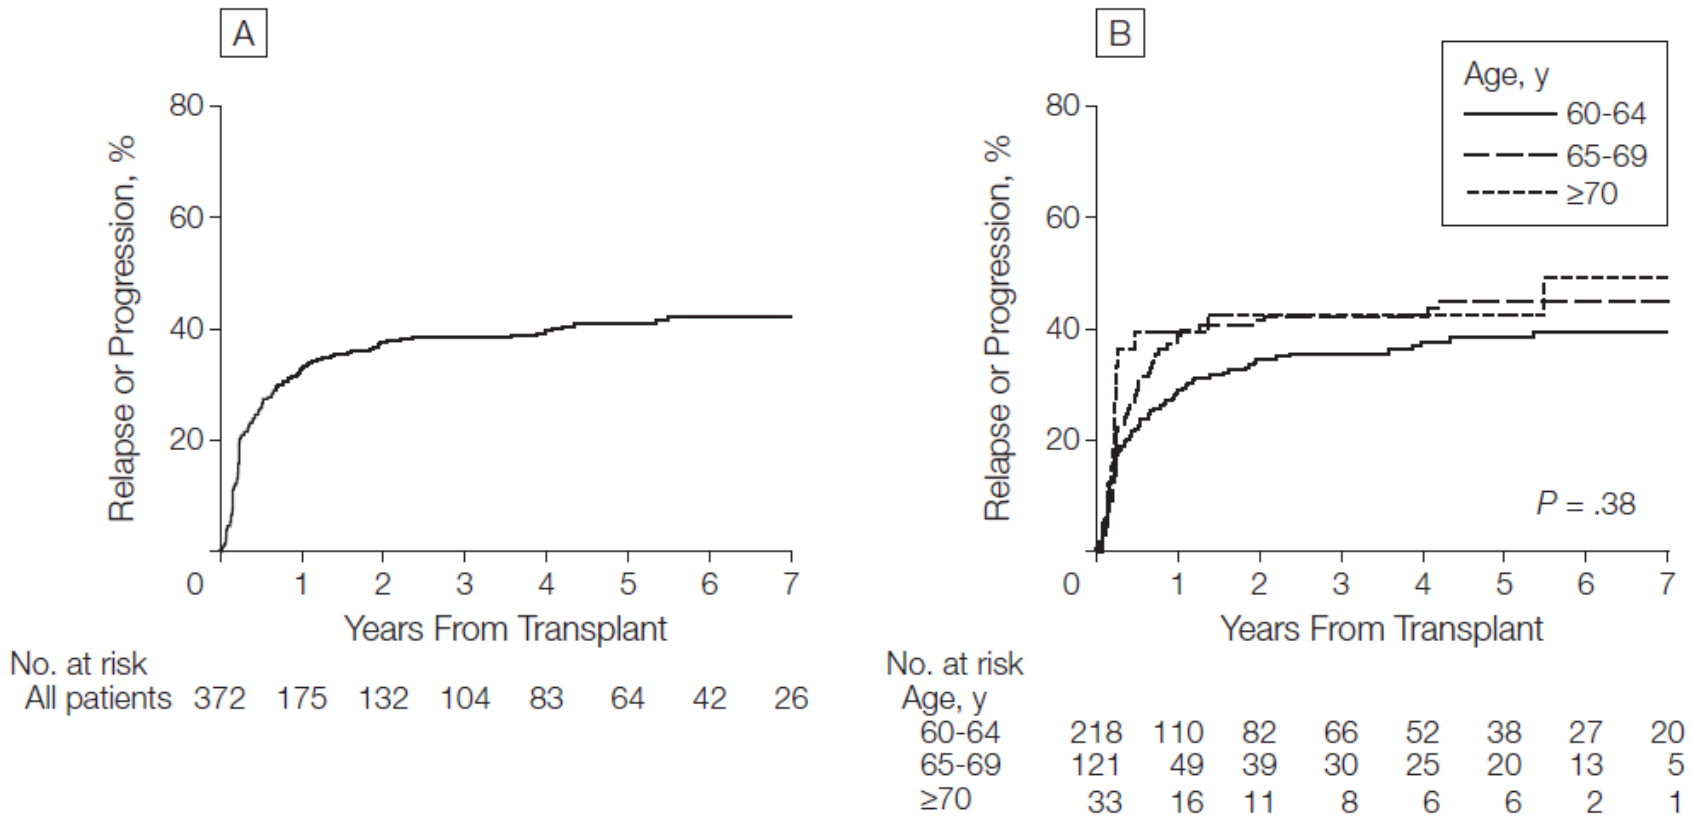 A
80
60
40
20
0 1 2 3 4 5 6 7
Relapse or Progression, %
Years From Transplant
No. at risk
All patients 372 175 132 104 83 64 42 26
B
Age, y
60-64
65-69
≥70
80
60
40
20
P = .38
0 1 2 3 4 5 6 7
Relapse or Progression, %
Years From Transplant
No. at risk
Age, y
60-64 218 110 82 66 52 38 27 20
65-69 121 49 39 30 25 20 13 5
≥70 33 16 11 8 6 6 2 1